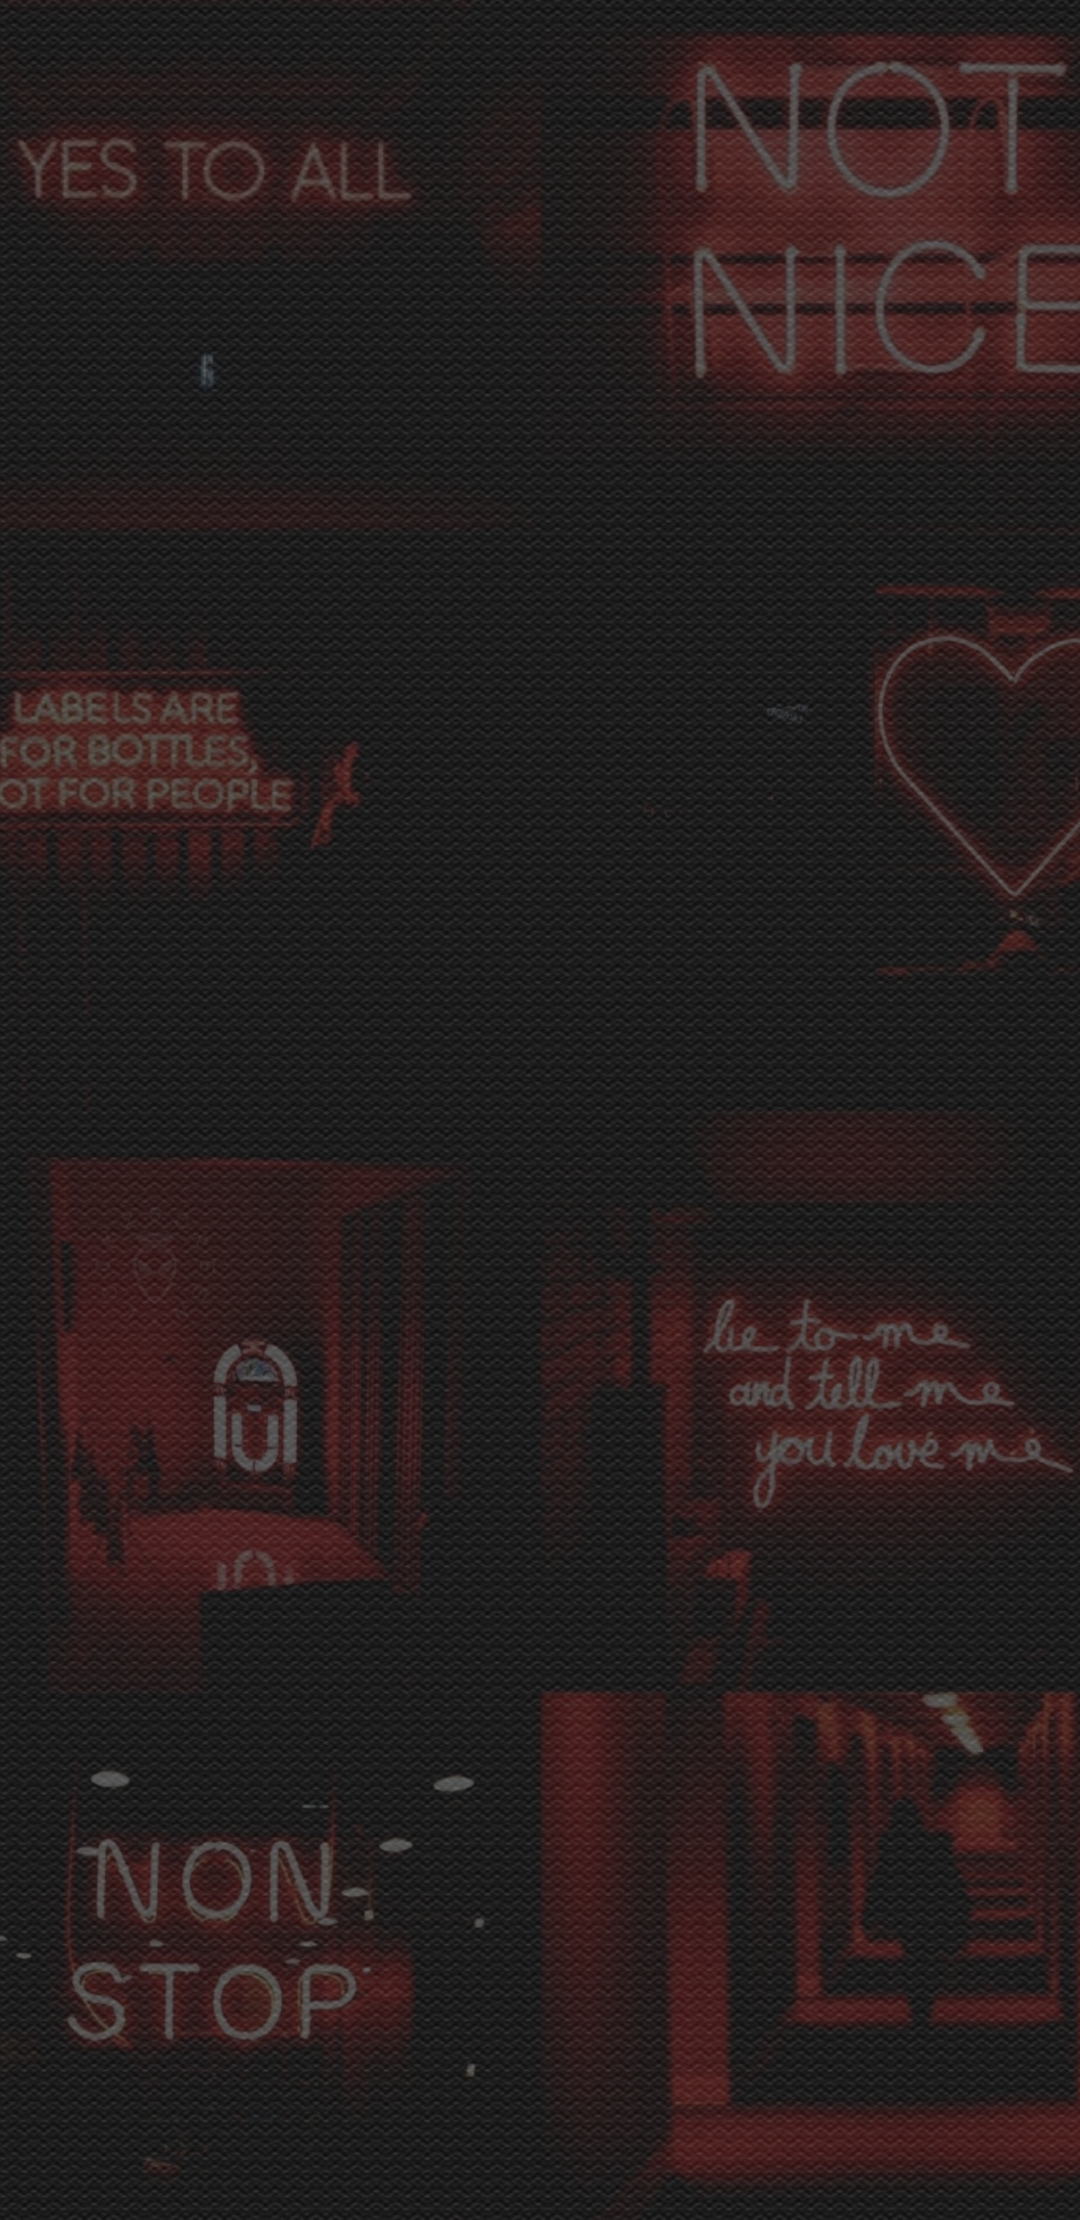 YES TO ALL
NOT
NICE
6
LABELS ARE
FOR BOTTLES,
OT FOR PEOPLE
lie to me
and tell me
you love me
NON-
STOP